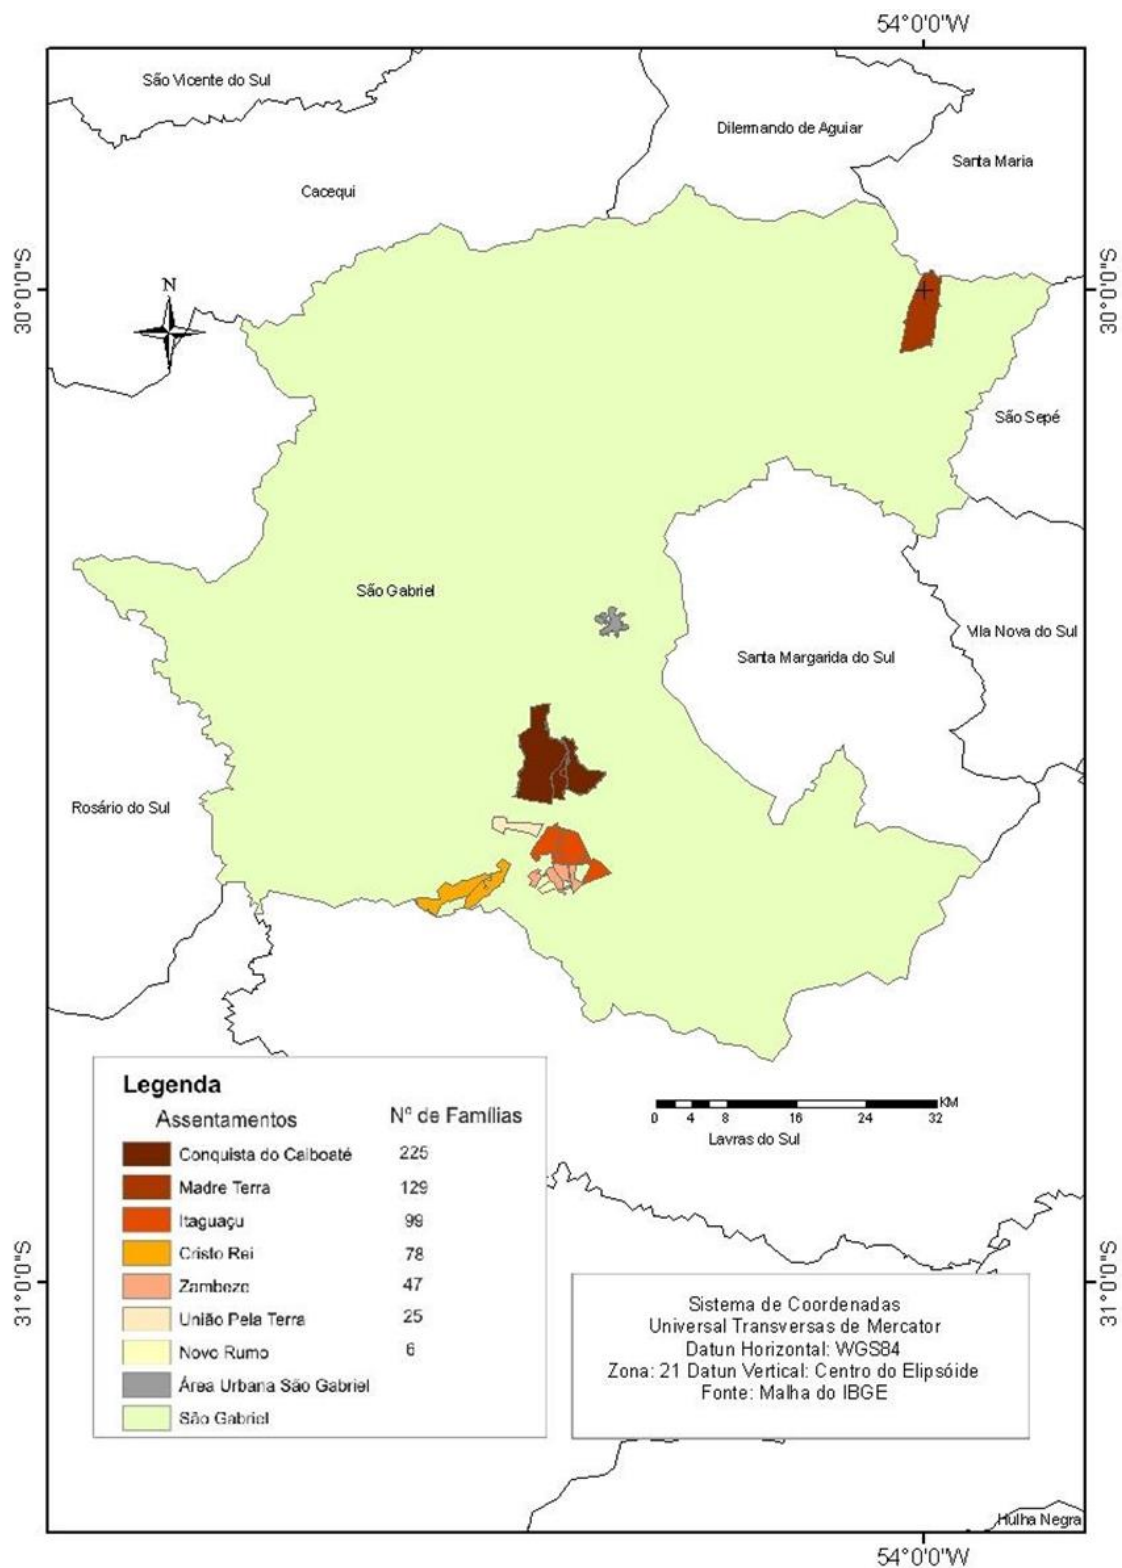 54°0'0"W
São Vicente do Sul
Dilermando de Aguiar
Santa Maria
Cacequi
30°0'0"S
30°0'0"S
N
São Sepé
São Gabriel
Vila Nova do Sul
Santa Margarida do Sul
Rosário do Sul
0 4 8 16 24 32 KM
Lavras do Sul
Legenda
Assentamentos Nº de Famílias
Conquista do Caiboaté 225
Madre Terra 129
Itaguaçu 99
Cristo Rei 78
Zambeze 47
União Pela Terra 25
Novo Rumo 6
Área Urbana São Gabriel
São Gabriel
31°0'0"S
31°0'0"S
Sistema de Coordenadas
Universal Transversas de Mercator
Datun Horizontal: WGS84
Zona: 21 Datun Vertical: Centro do Elipsóide
Fonte: Malha do IBGE
Hulha Negra
54°0'0"W